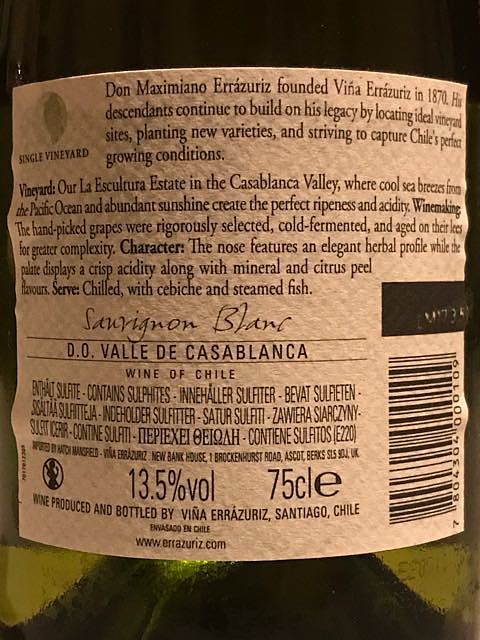 Don Maximiano Errázuriz founded Viña Errázuriz in 1870. His
descendants continue to build on his legacy by locating ideal vineyard
sites, planting new varieties, and striving to capture Chile's perfect
growing conditions.
SINGLE VINEYARD
Vineyard: Our La Escultura Estate in the Casablanca Valley, where cool sea breezes from
the Pacific Ocean and abundant sunshine create the perfect ripeness and acidity. Winemaking:
The hand-picked grapes were rigorously selected, cold-fermented, and aged on their lees
for greater complexity. Character: The nose features an elegant herbal profile while the
palate displays a crisp acidity along with mineral and citrus peel
flavours. Serve: Chilled, with cebiche and steamed fish.
Sauvignon Blanc
D.O. VALLE DE CASABLANCA
WINE OF CHILE
ENTHÄLT SULFITE - CONTAINS SULPHITES - INNEHÅLLER SULFITER - BEVAT SULFIETEN -
SISÄLTÄÄ SULFIITTEJA - INDEHOLDER SULFITTER - SATUR SULFITI - ZAWIERA SIARCZYNY-
SULFIT ICERIR - CONTINE SULFITI - ΠΕΡΙΕΧΕΙ ΘΕΙΩΔΗ - CONTIENE SULFITOS (E220)
IMPORTED BY HATCH MANSFIELD - VIÑA ERRÁZURIZ. NEW BANK HOUSE, 1 BROCKENHURST ROAD, ASCOT, BERKS SL5 9DJ, UK.
13.5%vol 75cl e
WINE PRODUCED AND BOTTLED BY VIÑA ERRÁZURIZ, SANTIAGO, CHILE
ENVASADO EN CHILE
www.errazuriz.com
7 804304 000109